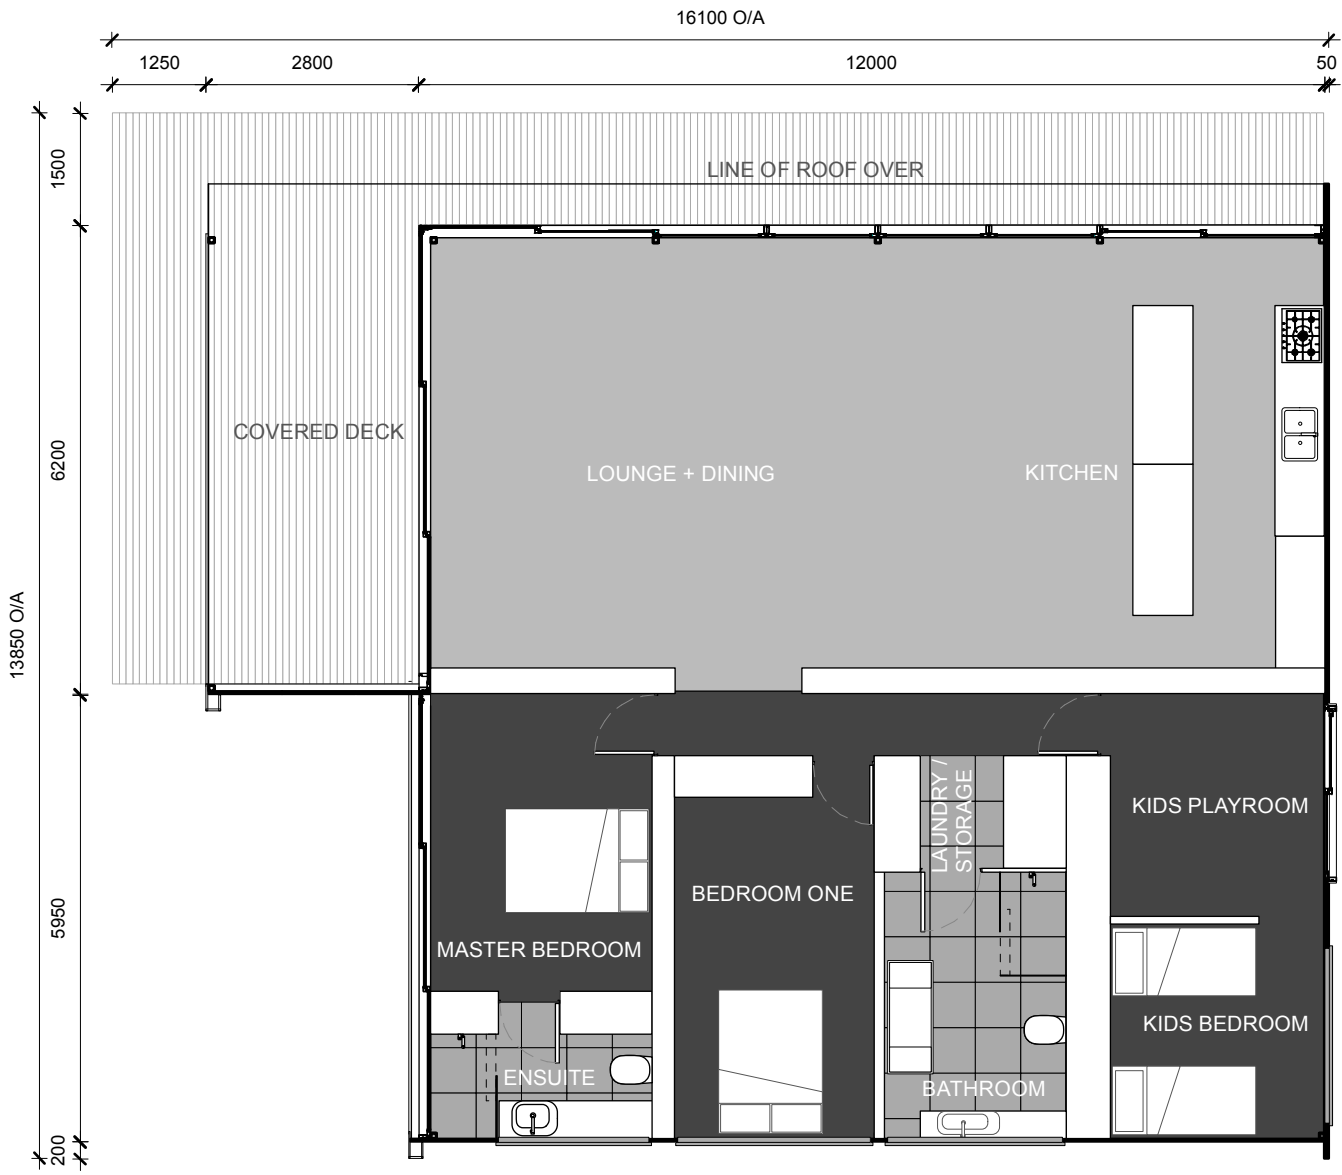 16100 O/A
1250
2800
12000
50
1500
LINE OF ROOF OVER
COVERED DECK
6200
LOUNGE + DINING
KITCHEN
13850 O/A
LAUNDRY /
STORAGE
KIDS PLAYROOM
BEDROOM ONE
5950
MASTER BEDROOM
KIDS BEDROOM
ENSUITE
BATHROOM
200